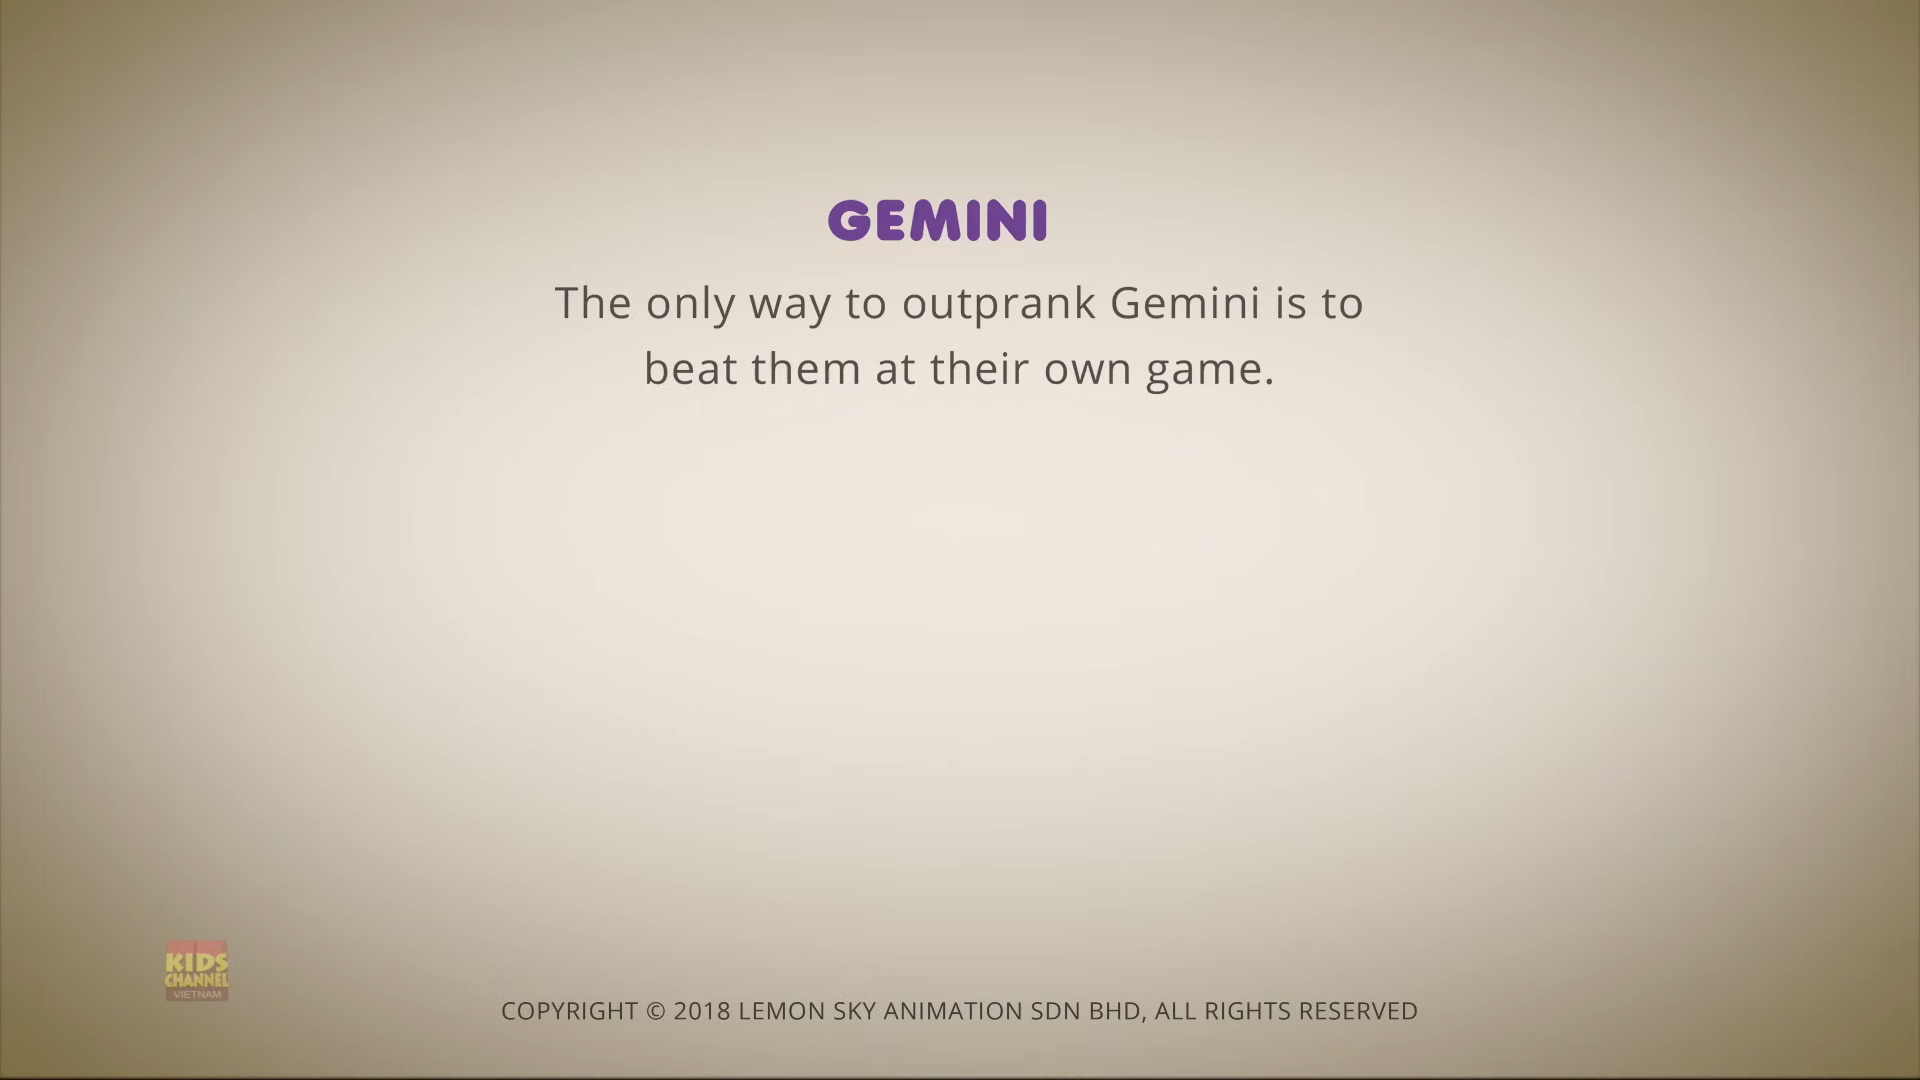 GEMINI
The only way to outprank Gemini is to
beat them at their own game.
KIDS
CHANNEL
VIETNAM
COPYRIGHT © 2018 LEMON SKY ANIMATION SDN BHD, ALL RIGHTS RESERVED